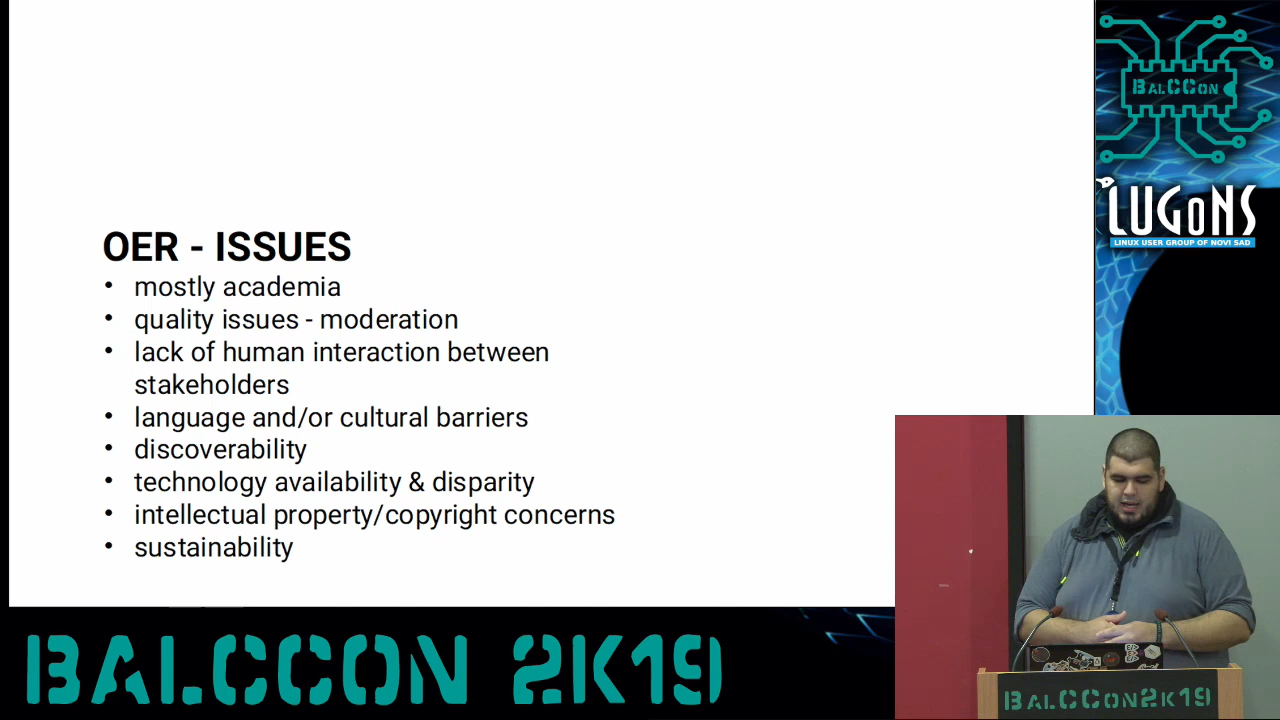 OER - ISSUES
• mostly academia
• quality issues - moderation
• lack of human interaction between
stakeholders
• language and/or cultural barriers
• discoverability
• technology availability & disparity
• intellectual property/copyright concerns
• sustainability
BALCCON
LUGONS
LINUX USER GROUP OF NOVI SAD
BALCCON2K19
BALCCON 2K19